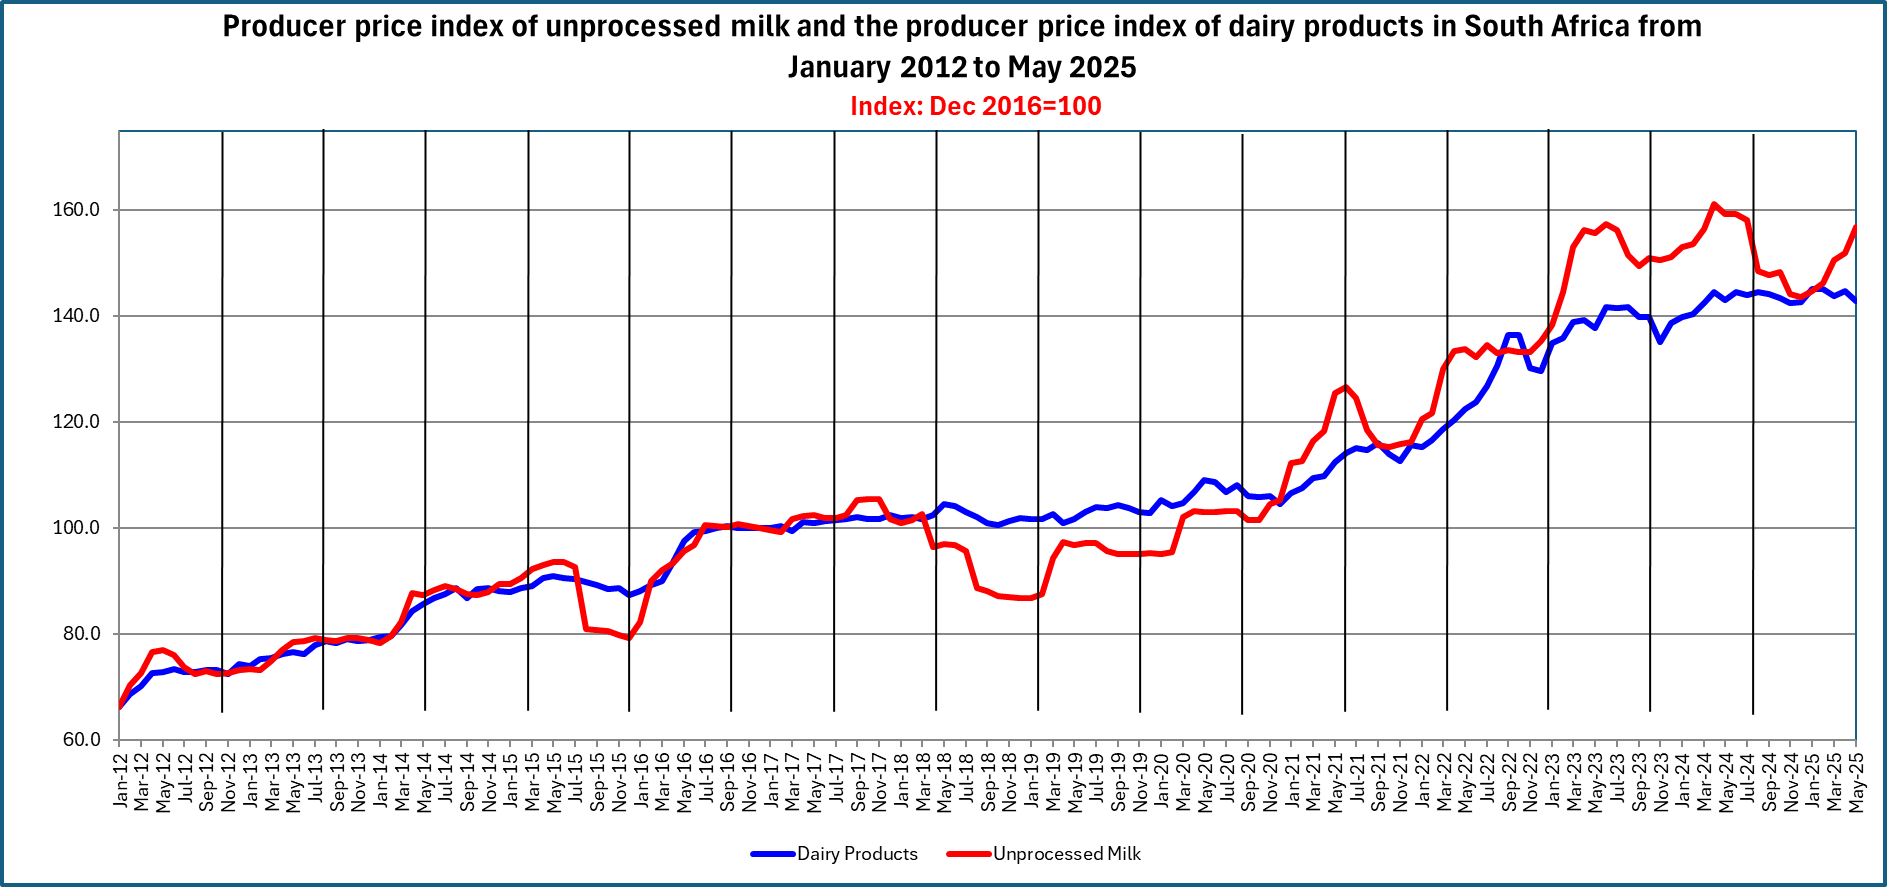 Producer price index of unprocessed milk and the producer price index of dairy products in South Africa from
January 2012 to May 2025
Index: Dec 2016=100
160.0
140.0
120.0
100.0
80.0
60.0
Jan-12
Mar-12
May-12
Jul-12
Sep-12
Nov-12
Jan-13
Mar-13
May-13
Jul-13
Sep-13
Nov-13
Jan-14
Mar-14
May-14
Jul-14
Sep-14
Nov-14
Jan-15
Mar-15
May-15
Jul-15
Sep-15
Nov-15
Jan-16
Mar-16
May-16
Jul-16
Sep-16
Nov-16
Jan-17
Mar-17
May-17
Jul-17
Sep-17
Nov-17
Jan-18
Mar-18
May-18
Jul-18
Sep-18
Nov-18
Jan-19
Mar-19
May-19
Jul-19
Sep-19
Nov-19
Jan-20
Mar-20
May-20
Jul-20
Sep-20
Nov-20
Jan-21
Mar-21
May-21
Jul-21
Sep-21
Nov-21
Jan-22
Mar-22
May-22
Jul-22
Sep-22
Nov-22
Jan-23
Mar-23
May-23
Jul-23
Sep-23
Nov-23
Jan-24
Mar-24
May-24
Jul-24
Sep-24
Nov-24
Jan-25
Mar-25
May-25
Dairy Products
Unprocessed Milk